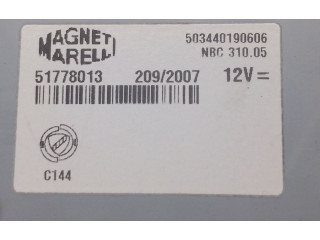 MAGNETI
MARELLI
503440190606
NBC 310.05
51778013 209/2007 12V=
C144